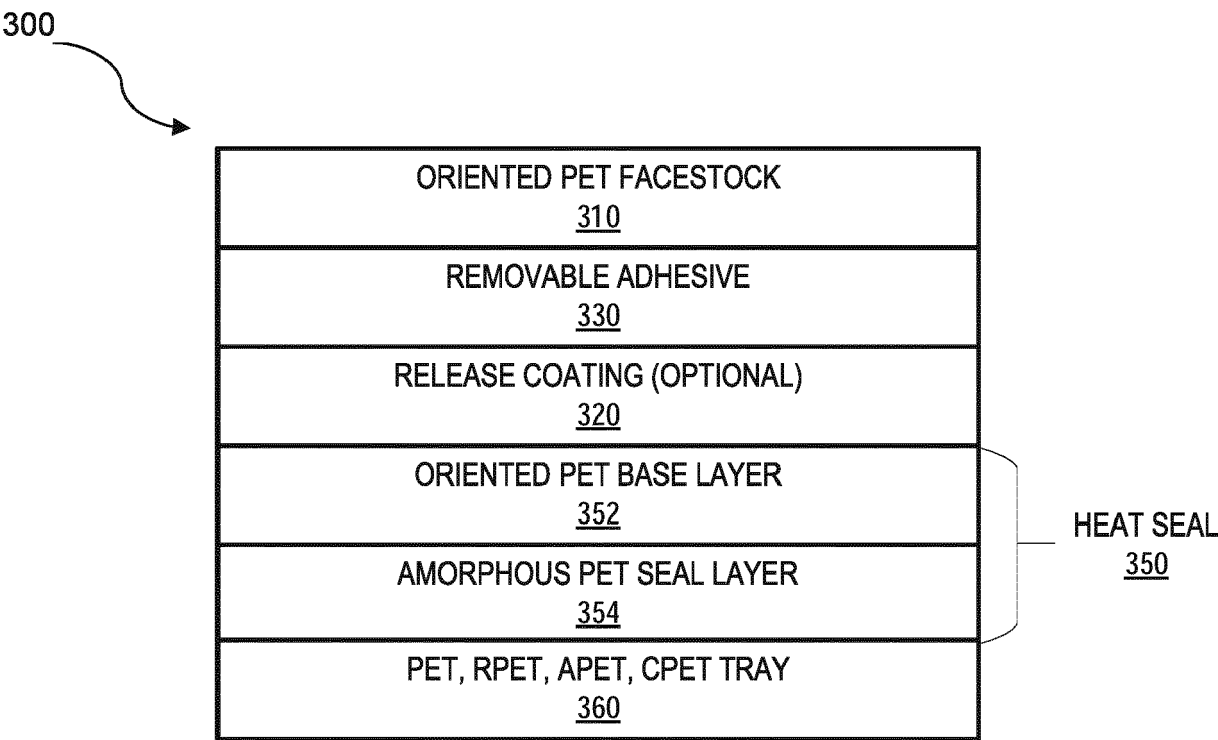 300
ORIENTED PET FACESTOCK
310
REMOVABLE ADHESIVE
330
RELEASE COATING (OPTIONAL)
320
ORIENTED PET BASE LAYER
352
AMORPHOUS PET SEAL LAYER
354
HEAT SEAL
350
PET, RPET, APET, CPET TRAY
360